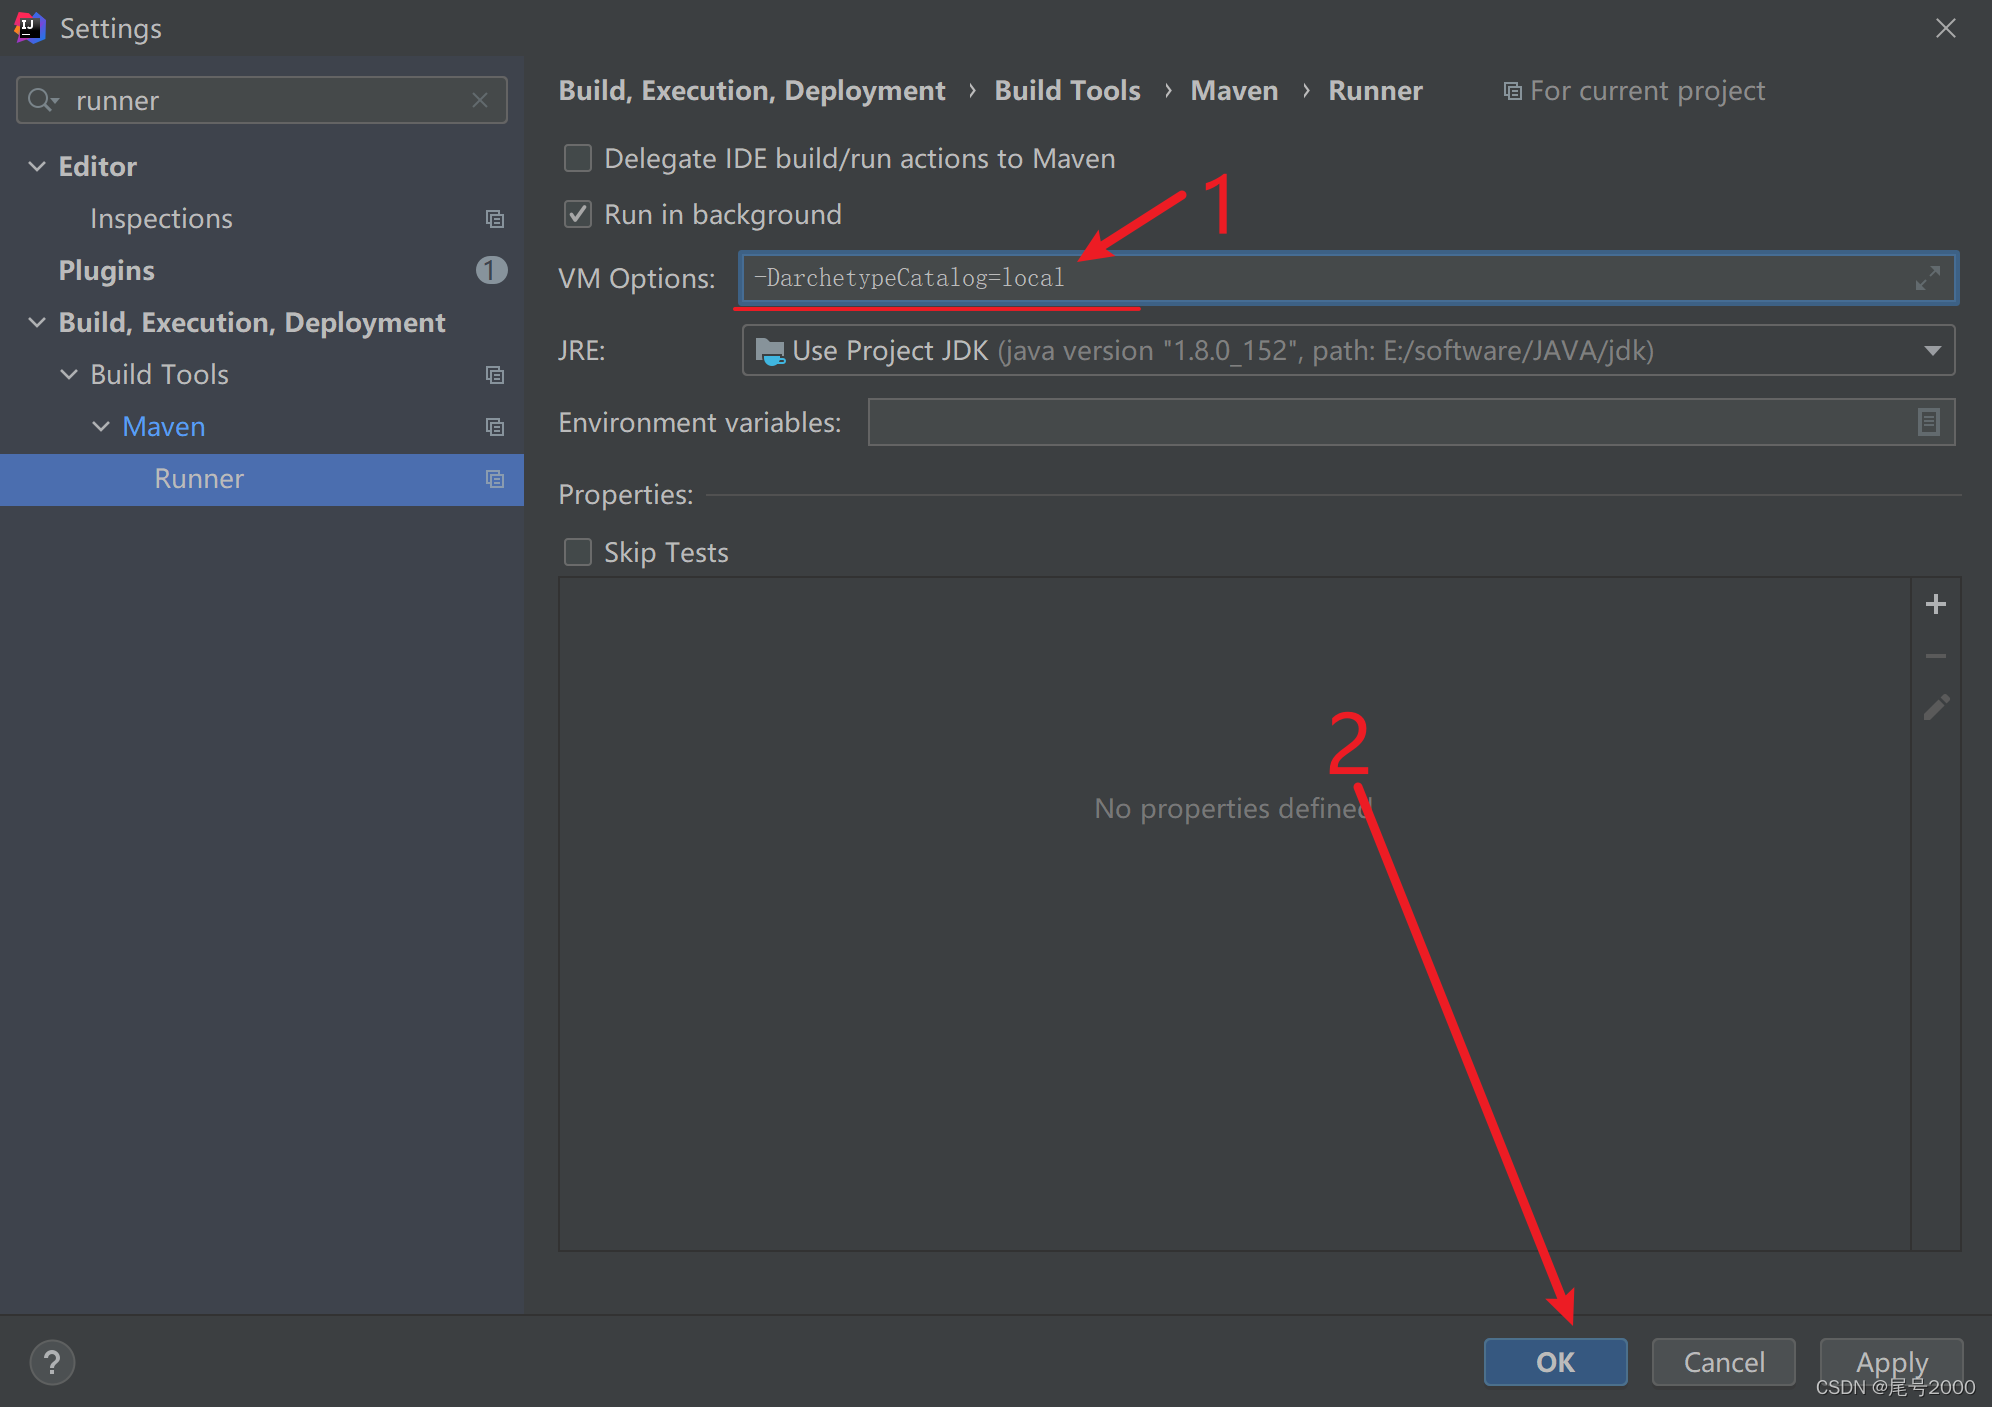 IJ
Settings
runner
Editor
Inspections
Plugins
1
Build, Execution, Deployment
Build Tools
Maven
Runner
Build, Execution, Deployment › Build Tools › Maven › Runner
For current project
Delegate IDE build/run actions to Maven
1
Run in background
VM Options:
-DarchetypeCatalog=local
JRE:
Use Project JDK (java version "1.8.0_152", path: E:/software/JAVA/jdk)
Environment variables:
Properties:
Skip Tests
2
No properties defined
?
OK
Cancel
Apply
CSDN @尾号2000